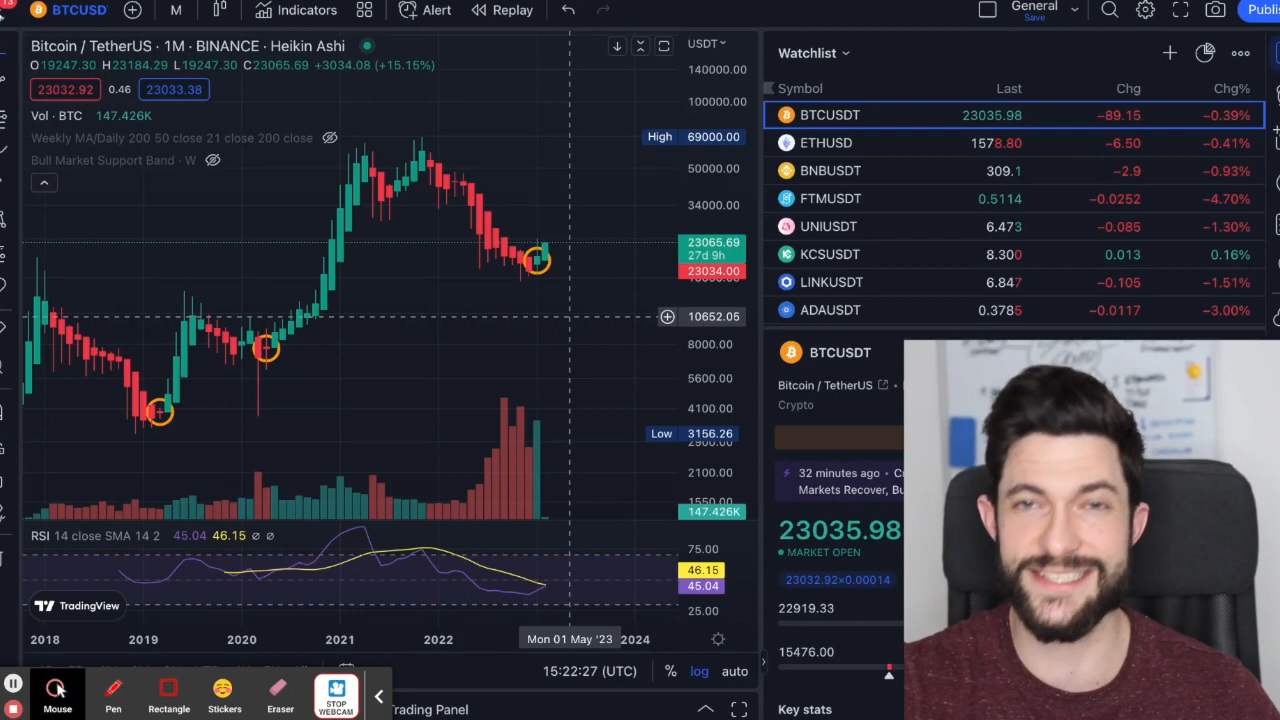 13
BTCUSD
M
Indicators
Alert
Replay
General
Save
Publi
Bitcoin / TetherUS · 1M · BINANCE · Heikin Ashi
O19247.30 H23184.29 L19247.30 C23065.69 +3034.08 (+15.15%)
23032.92 0.46 23033.38
Vol · BTC 147.426K
Weekly MA/Daily 200 50 close 21 close 200 close
Bull Market Support Band · W
USDT
140000.00
100000.00
High 69000.00
50000.00
34000.00
23065.69
27d 9h
23034.00
10652.05
8000.00
5600.00
4100.00
Low 3156.26
2900.00
2100.00
1550.00
147.426K
RSI 14 close SMA 14 2 45.04 46.15 ∅ ∅
75.00
46.15
45.04
25.00
TradingView
2018 2019 2020 2021 2022 Mon 01 May '23 2024
15:22:27 (UTC) % log auto
Trading Panel
Mouse
Pen
Rectangle
Stickers
Eraser
STOP
WEBCAM
Watchlist
Symbol Last Chg Chg%
BTCUSDT 23035.98 −89.15 −0.39%
ETHUSD 1578.80 −6.50 −0.41%
BNBUSDT 309.1 −2.9 −0.93%
FTMUSDT 0.5114 −0.0252 −4.70%
UNIUSDT 6.473 −0.085 −1.30%
KCSUSDT 8.300 0.013 0.16%
LINKUSDT 6.847 −0.105 −1.51%
ADAUSDT 0.3785 −0.0117 −3.00%
BTCUSDT
Bitcoin / TetherUS
Crypto
32 minutes ago
Markets Recover,
23035.98
MARKET OPEN
23032.92×0.00014
22919.33
15476.00
Key stats